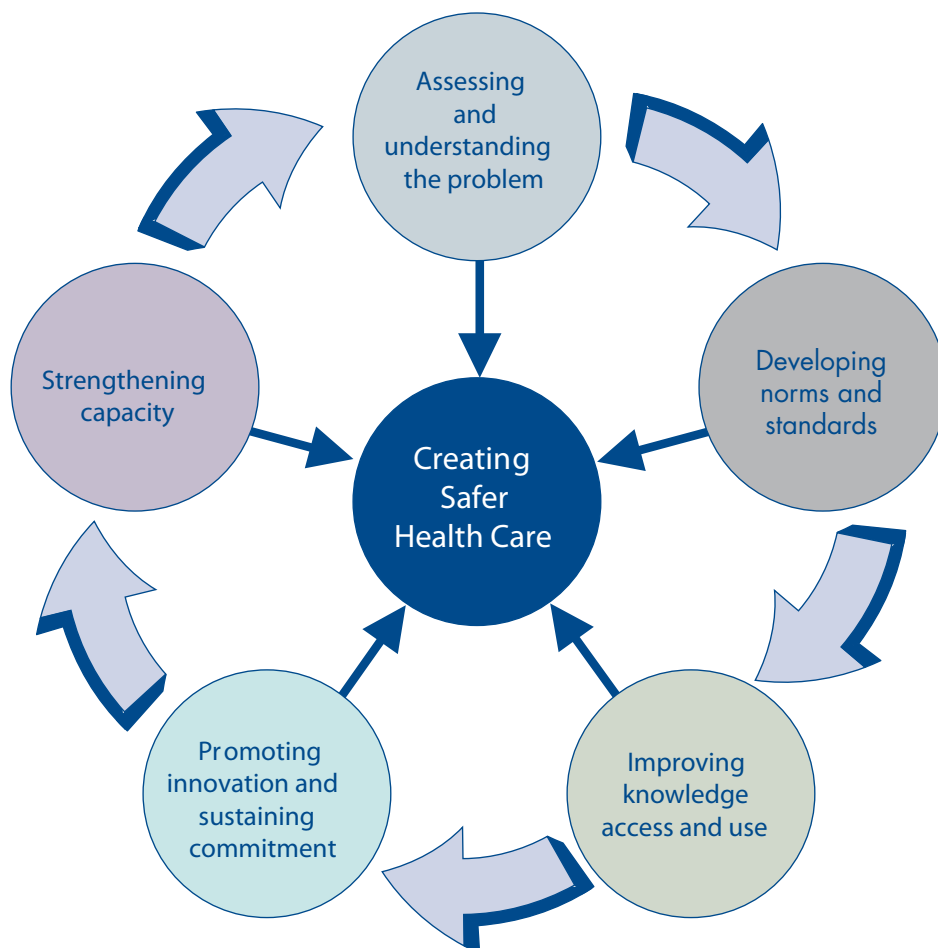 Assessing
and
understanding
the problem
Developing
norms and
standards
Improving
knowledge
access and use
Promoting
innovation and
sustaining
commitment
Strengthening
capacity
Creating
Safer
Health Care